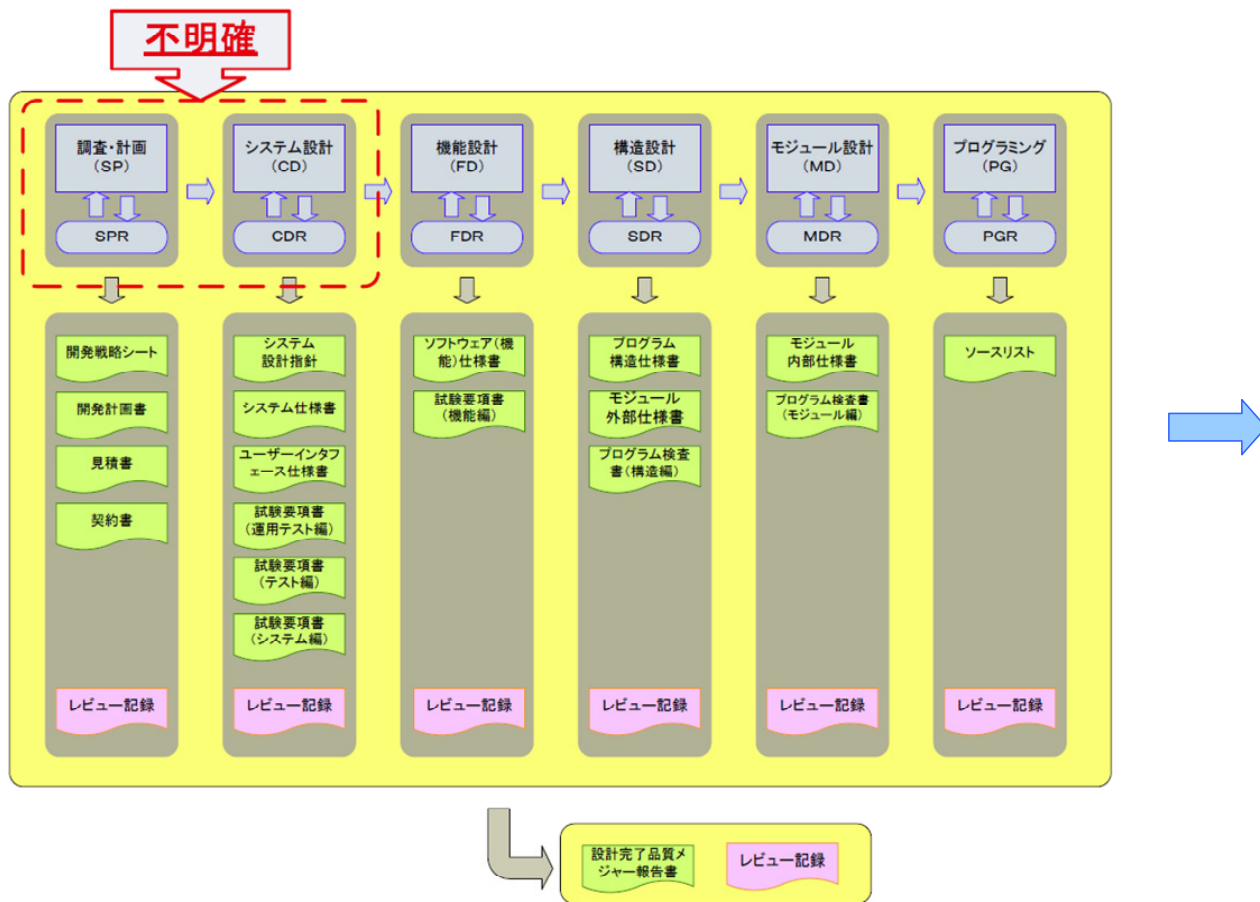 不明確
調査・計画
(SP)
システム設計
(CD)
機能設計
(FD)
構造設計
(SD)
モジュール設計
(MD)
プログラミング
(PG)
SPR
CDR
FDR
SDR
MDR
PGR
開発戦略シート
開発計画書
見積書
契約書
レビュー記録
システム
設計指針
システム仕様書
ユーザーインタフ
ェース仕様書
試験要項書
(運用テスト編)
試験要項書
(テスト編)
試験要項書
(システム編)
レビュー記録
ソフトウェア(機
能)仕様書
試験要項書
(機能編)
レビュー記録
プログラム
構造仕様書
モジュール
外部仕様書
プログラム検査
書(構造編)
レビュー記録
モジュール
内部仕様書
プログラム検査書
(モジュール編)
レビュー記録
ソースリスト
レビュー記録
設計完了品質メ
ジャー報告書
レビュー記録